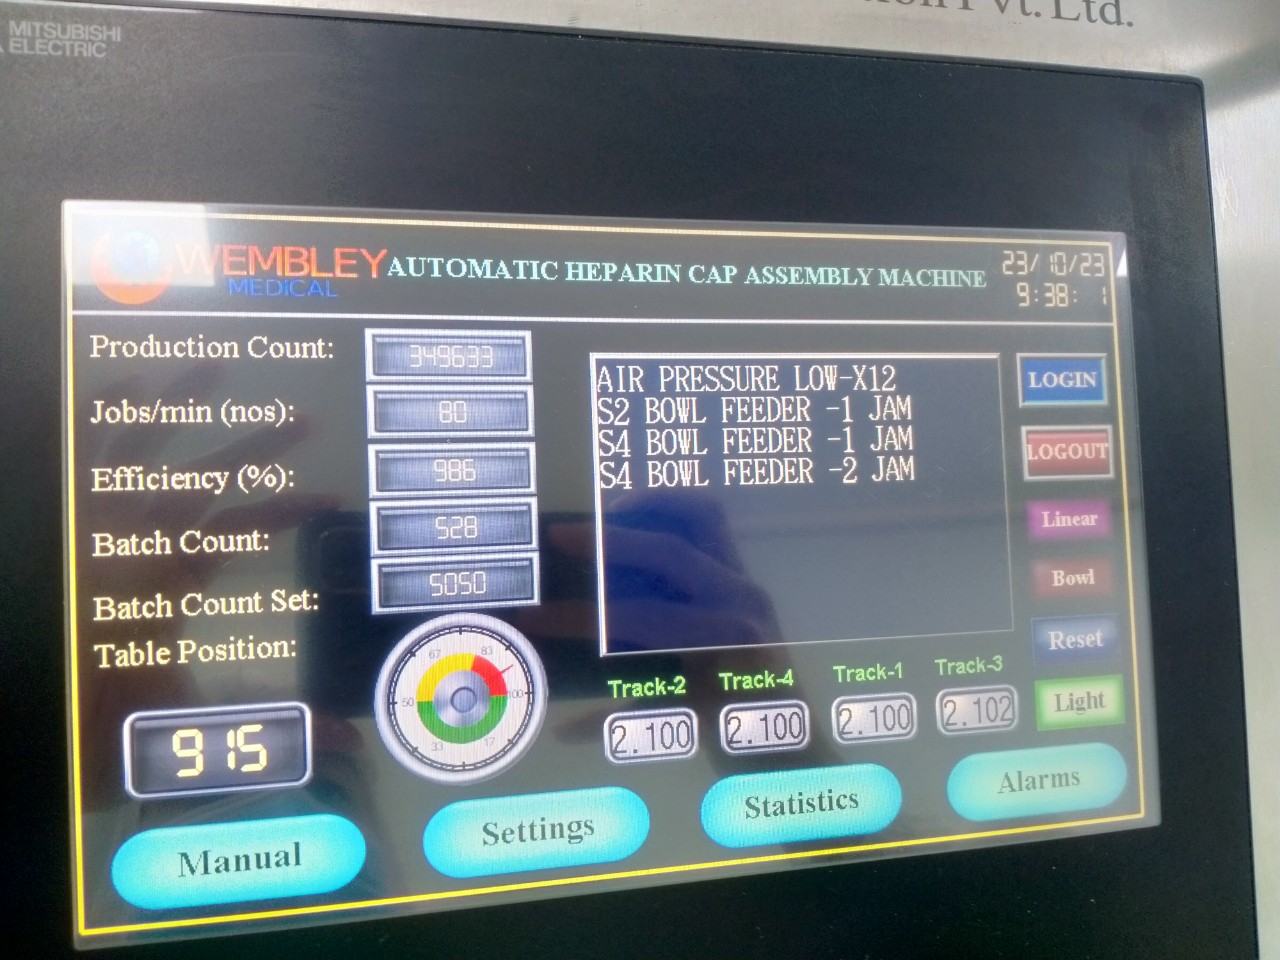 MITSUBISHI
ELECTRIC
Pvt. Ltd.
WEMBLEY
MEDICAL
AUTOMATIC HEPARIN CAP ASSEMBLY MACHINE
23/10/23
9:38: 1
Production Count: 349633
Jobs/min (nos): 80
Efficiency (%): 986
Batch Count: 528
Batch Count Set: 5050
Table Position:
915
50
67
83
100
17
33
AIR PRESSURE LOW-X12
S2 BOWL FEEDER -1 JAM
S4 BOWL FEEDER -1 JAM
S4 BOWL FEEDER -2 JAM
LOGIN
LOGOUT
Linear
Bowl
Reset
Light
Track-2 Track-4 Track-1 Track-3
2.100 2.100 2.100 2.102
Manual Settings Statistics Alarms